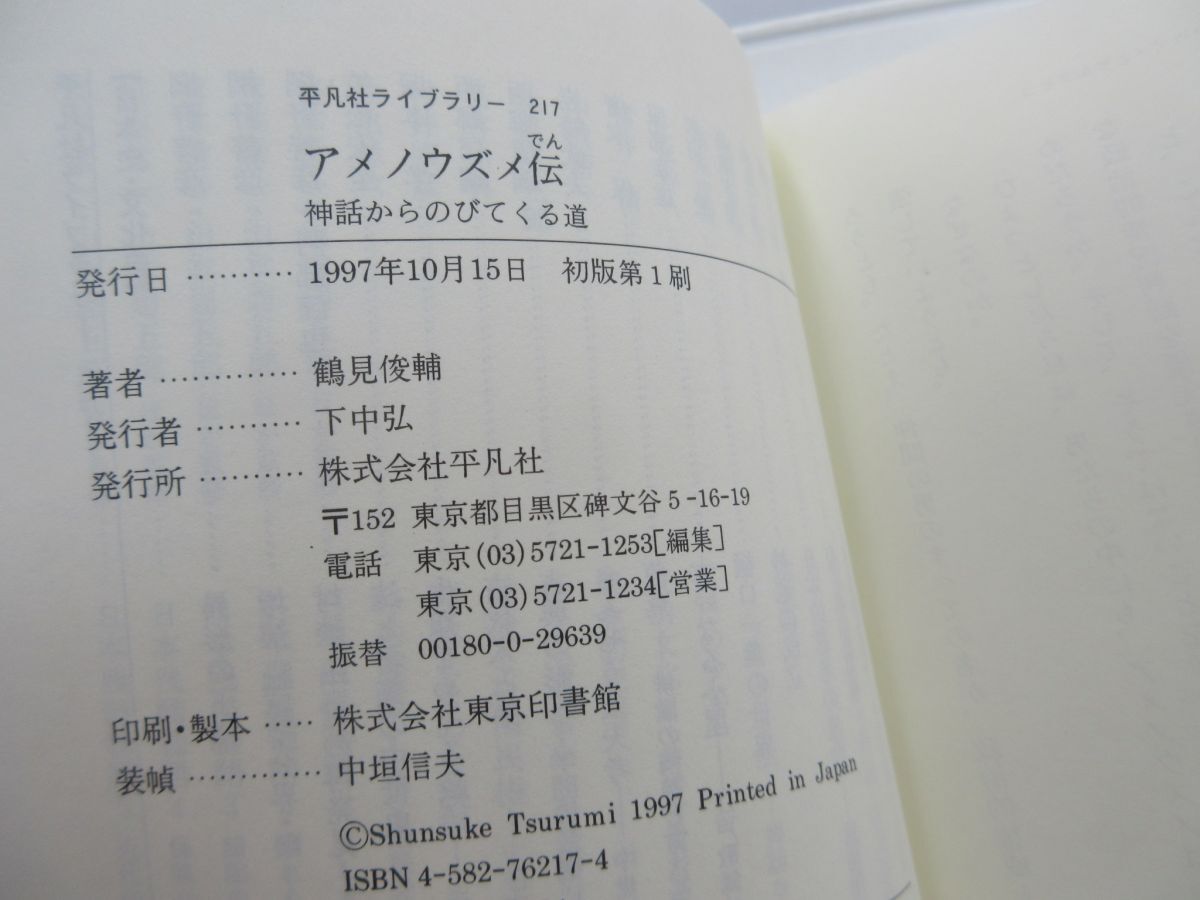 平凡社ライブラリー 217
でん
アメノウズメ伝
神話からのびてくる道
発行日 ………… 1997年10月15日 初版第1刷
著者 ………… 鶴見俊輔
発行者 ………… 下中弘
発行所 ………… 株式会社平凡社
〒152 東京都目黒区碑文谷5-16-19
電話 東京(03)5721-1253[編集]
東京(03)5721-1234[営業]
振替 00180-0-29639
印刷・製本 …… 株式会社東京印書館
装幀 ………… 中垣信夫
©Shunsuke Tsurumi 1997 Printed in Japan
ISBN 4-582-76217-4